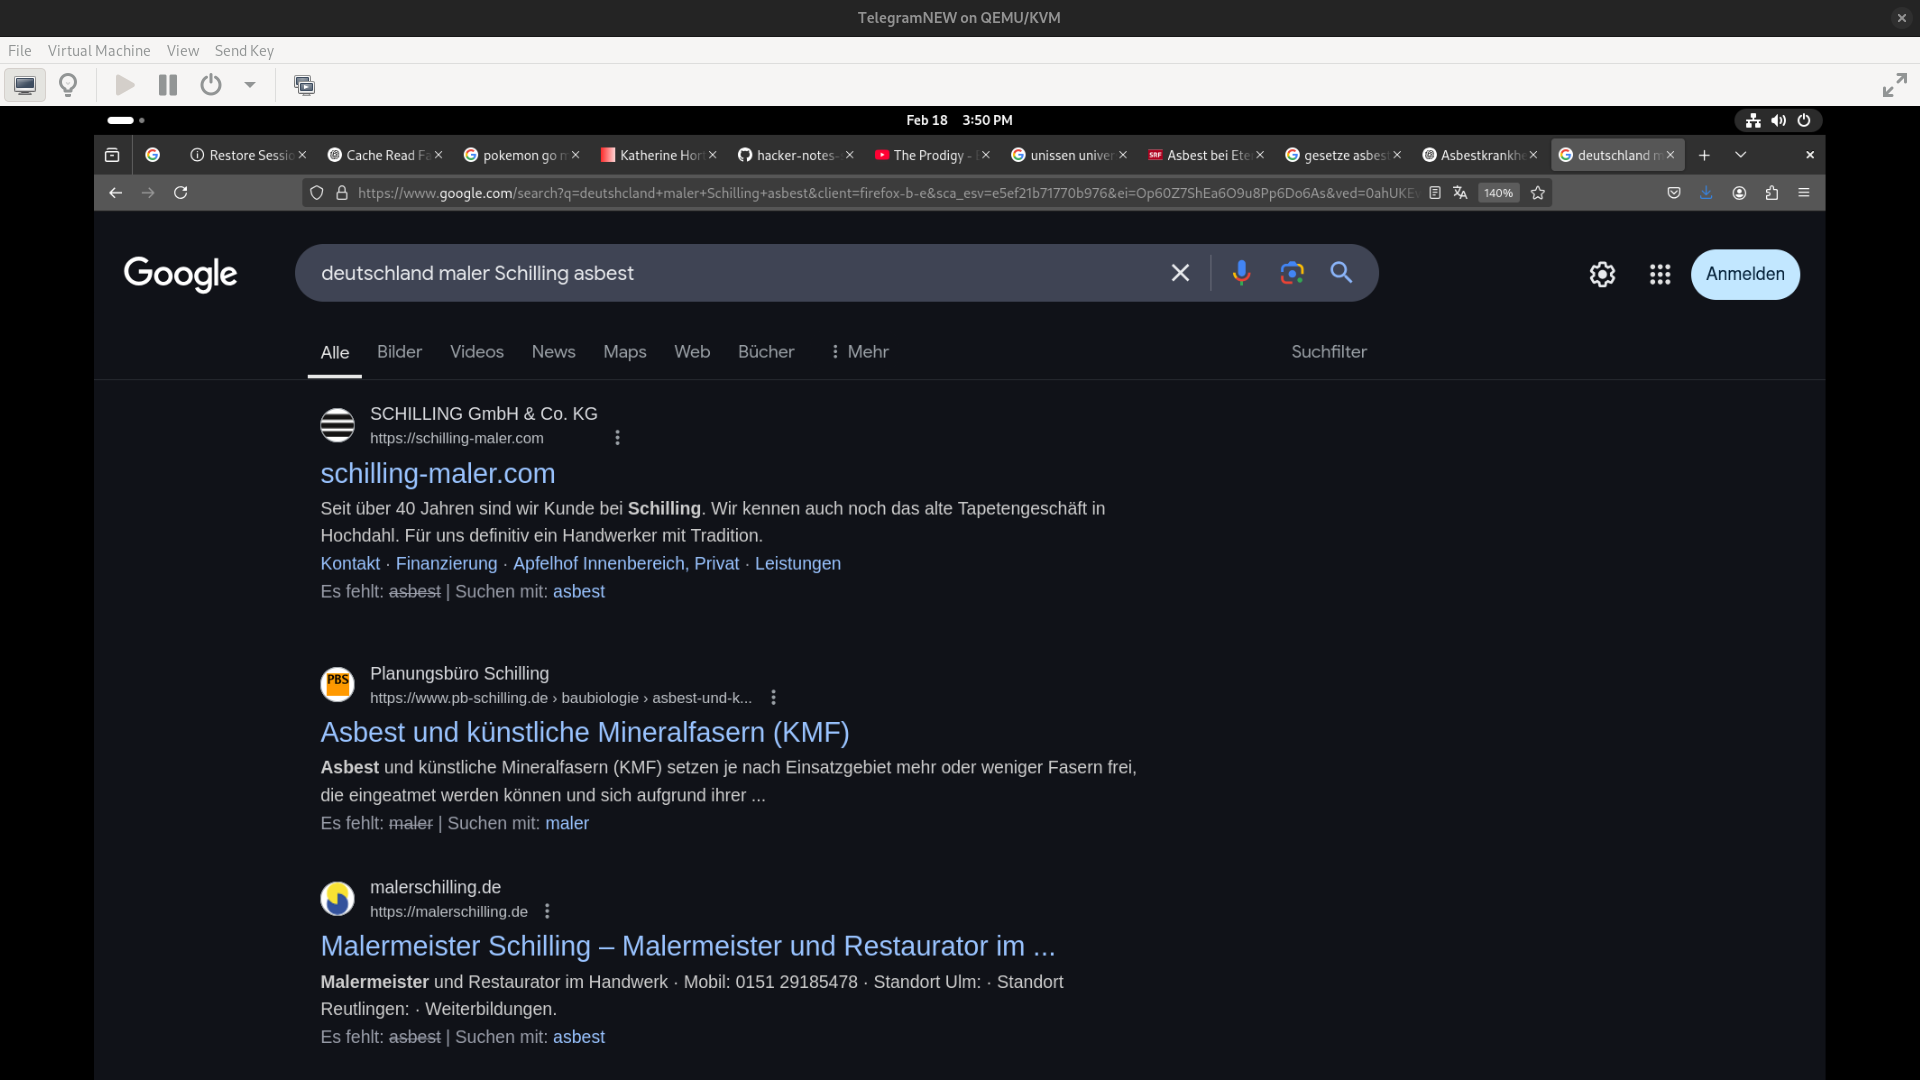 TelegramNEW on QEMU/KVM
File Virtual Machine View Send Key
Feb 18 3:50 PM
Restore Sessio
Cache Read Fa
pokemon go m
Katherine Hor
hacker-notes-
The Prodigy -
unissen univer
SRF Asbest bei Ete
gesetze asbest
Asbestkrankhe
deutschland m
https://www.google.com/search?q=deutshcland+maler+Schilling+asbest&client=firefox-b-e&sca_esv=e5ef21b71770b976&ei=Op60Z7ShEa6O9u8Pp6Do6As&ved=0ahUKE
140%
Google
deutschland maler Schilling asbest
Anmelden
Alle Bilder Videos News Maps Web Bücher Mehr Suchfilter
SCHILLING GmbH & Co. KG
https://schilling-maler.com
schilling-maler.com
Seit über 40 Jahren sind wir Kunde bei Schilling. Wir kennen auch noch das alte Tapetengeschäft in
Hochdahl. Für uns definitiv ein Handwerker mit Tradition.
Kontakt · Finanzierung · Apfelhof Innenbereich, Privat · Leistungen
Es fehlt: asbest | Suchen mit: asbest
PBS
Planungsbüro Schilling
https://www.pb-schilling.de › baubiologie › asbest-und-k...
Asbest und künstliche Mineralfasern (KMF)
Asbest und künstliche Mineralfasern (KMF) setzen je nach Einsatzgebiet mehr oder weniger Fasern frei,
die eingeatmet werden können und sich aufgrund ihrer ...
Es fehlt: maler | Suchen mit: maler
malerschilling.de
https://malerschilling.de
Malermeister Schilling – Malermeister und Restaurator im ...
Malermeister und Restaurator im Handwerk · Mobil: 0151 29185478 · Standort Ulm: · Standort
Reutlingen: · Weiterbildungen.
Es fehlt: asbest | Suchen mit: asbest